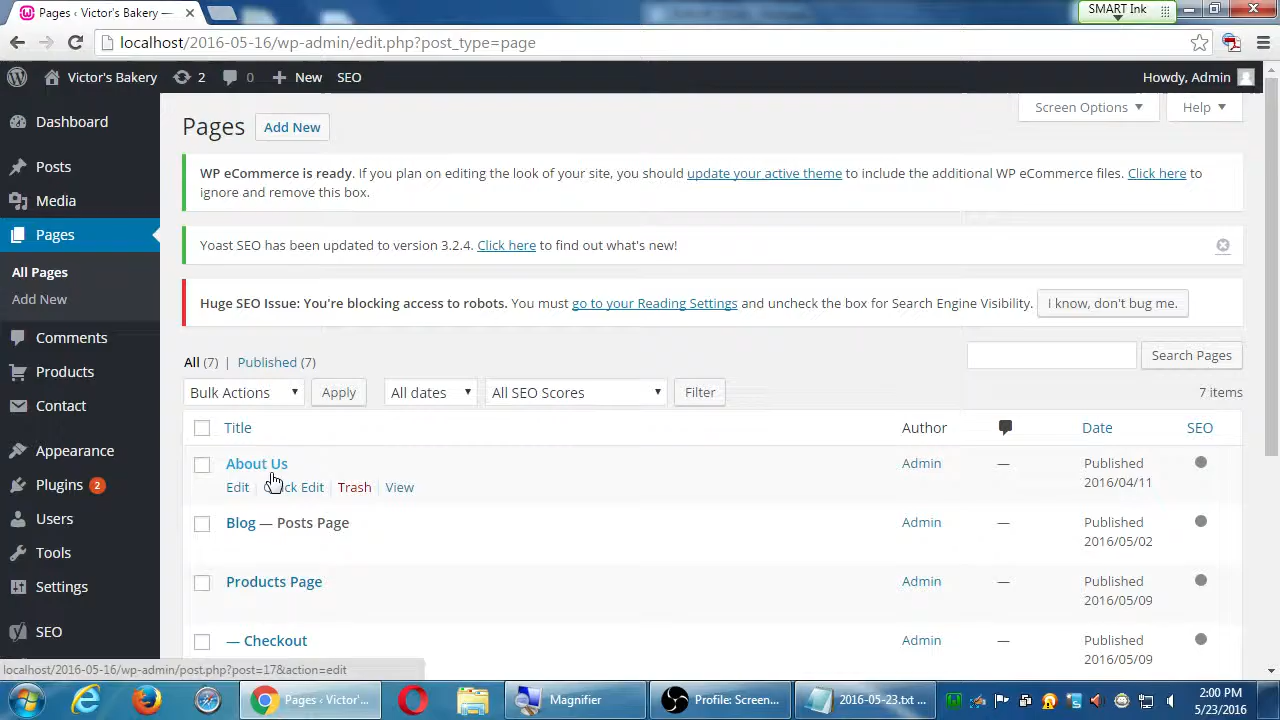 Pages ‹ Victor's Bakery —
SMART Ink
localhost/2016-05-16/wp-admin/edit.php?post_type=page
Victor's Bakery 2 0 New SEO Howdy, Admin
Screen Options Help
Dashboard
Posts
Media
Pages
All Pages
Add New
Comments
Products
Contact
Appearance
Plugins 2
Users
Tools
Settings
SEO
Pages Add New
WP eCommerce is ready. If you plan on editing the look of your site, you should update your active theme to include the additional WP eCommerce files. Click here to
ignore and remove this box.
Yoast SEO has been updated to version 3.2.4. Click here to find out what's new!
Huge SEO Issue: You're blocking access to robots. You must go to your Reading Settings and uncheck the box for Search Engine Visibility. I know, don't bug me.
All (7) | Published (7)
Search Pages
Bulk Actions Apply All dates All SEO Scores Filter 7 items
Title Author Date SEO
About Us Admin — Published
2016/04/11
Edit | Quick Edit | Trash | View
Blog — Posts Page Admin — Published
2016/05/02
Products Page Admin — Published
2016/05/09
— Checkout Admin — Published
2016/05/09
localhost/2016-05-16/wp-admin/post.php?post=17&action=edit
Pages ‹ Victor'...
Magnifier
Profile: Screen...
2016-05-23.txt ...
2:00 PM
5/23/2016